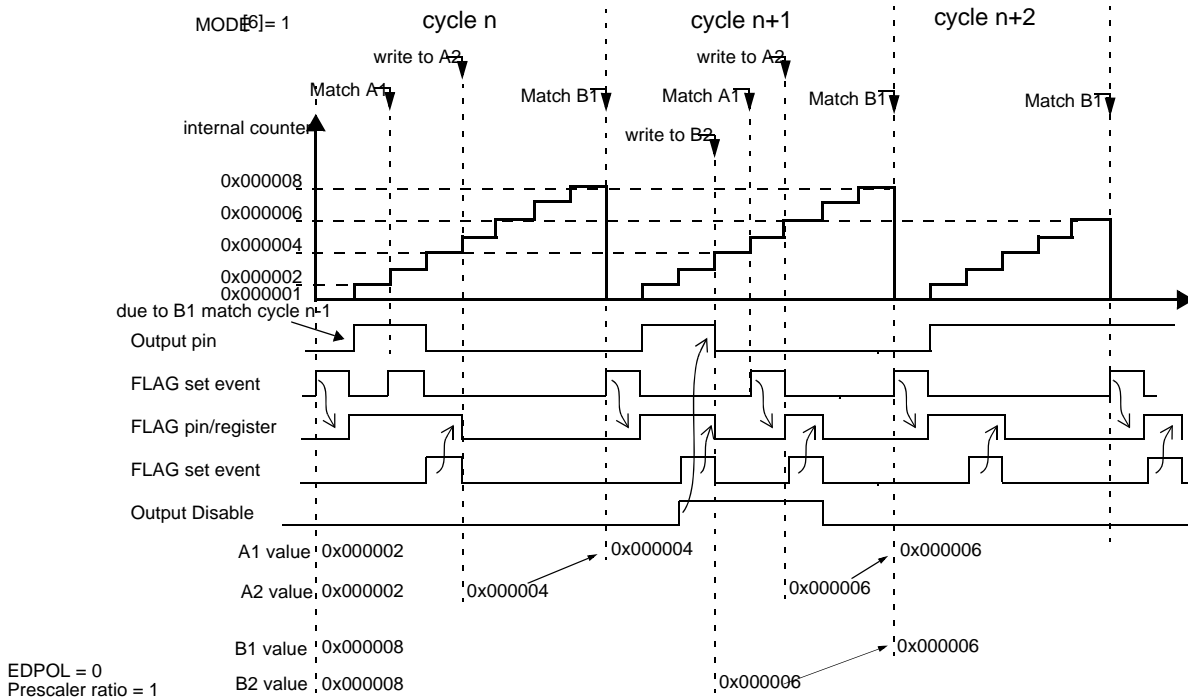 MODE[6]= 1
cycle n
cycle n+1
cycle n+2
write to A2
write to A2
Match A1
Match B1
Match A1
Match B1
Match B1
internal counter
write to B2
0x000008
0x000006
0x000004
0x000002
0x000001
due to B1 match cycle n-1
Output pin
FLAG set event
FLAG pin/register
FLAG set event
Output Disable
A1 value 0x000002
0x000004
0x000006
A2 value 0x000002
0x000004
0x000006
B1 value 0x000008
0x000006
EDPOL = 0
Prescaler ratio = 1
B2 value 0x000008
0x000006